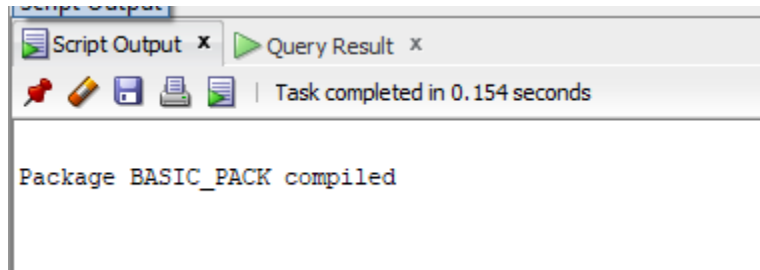 Script Output
Script Output x Query Result x
Task completed in 0.154 seconds
Package BASIC_PACK compiled